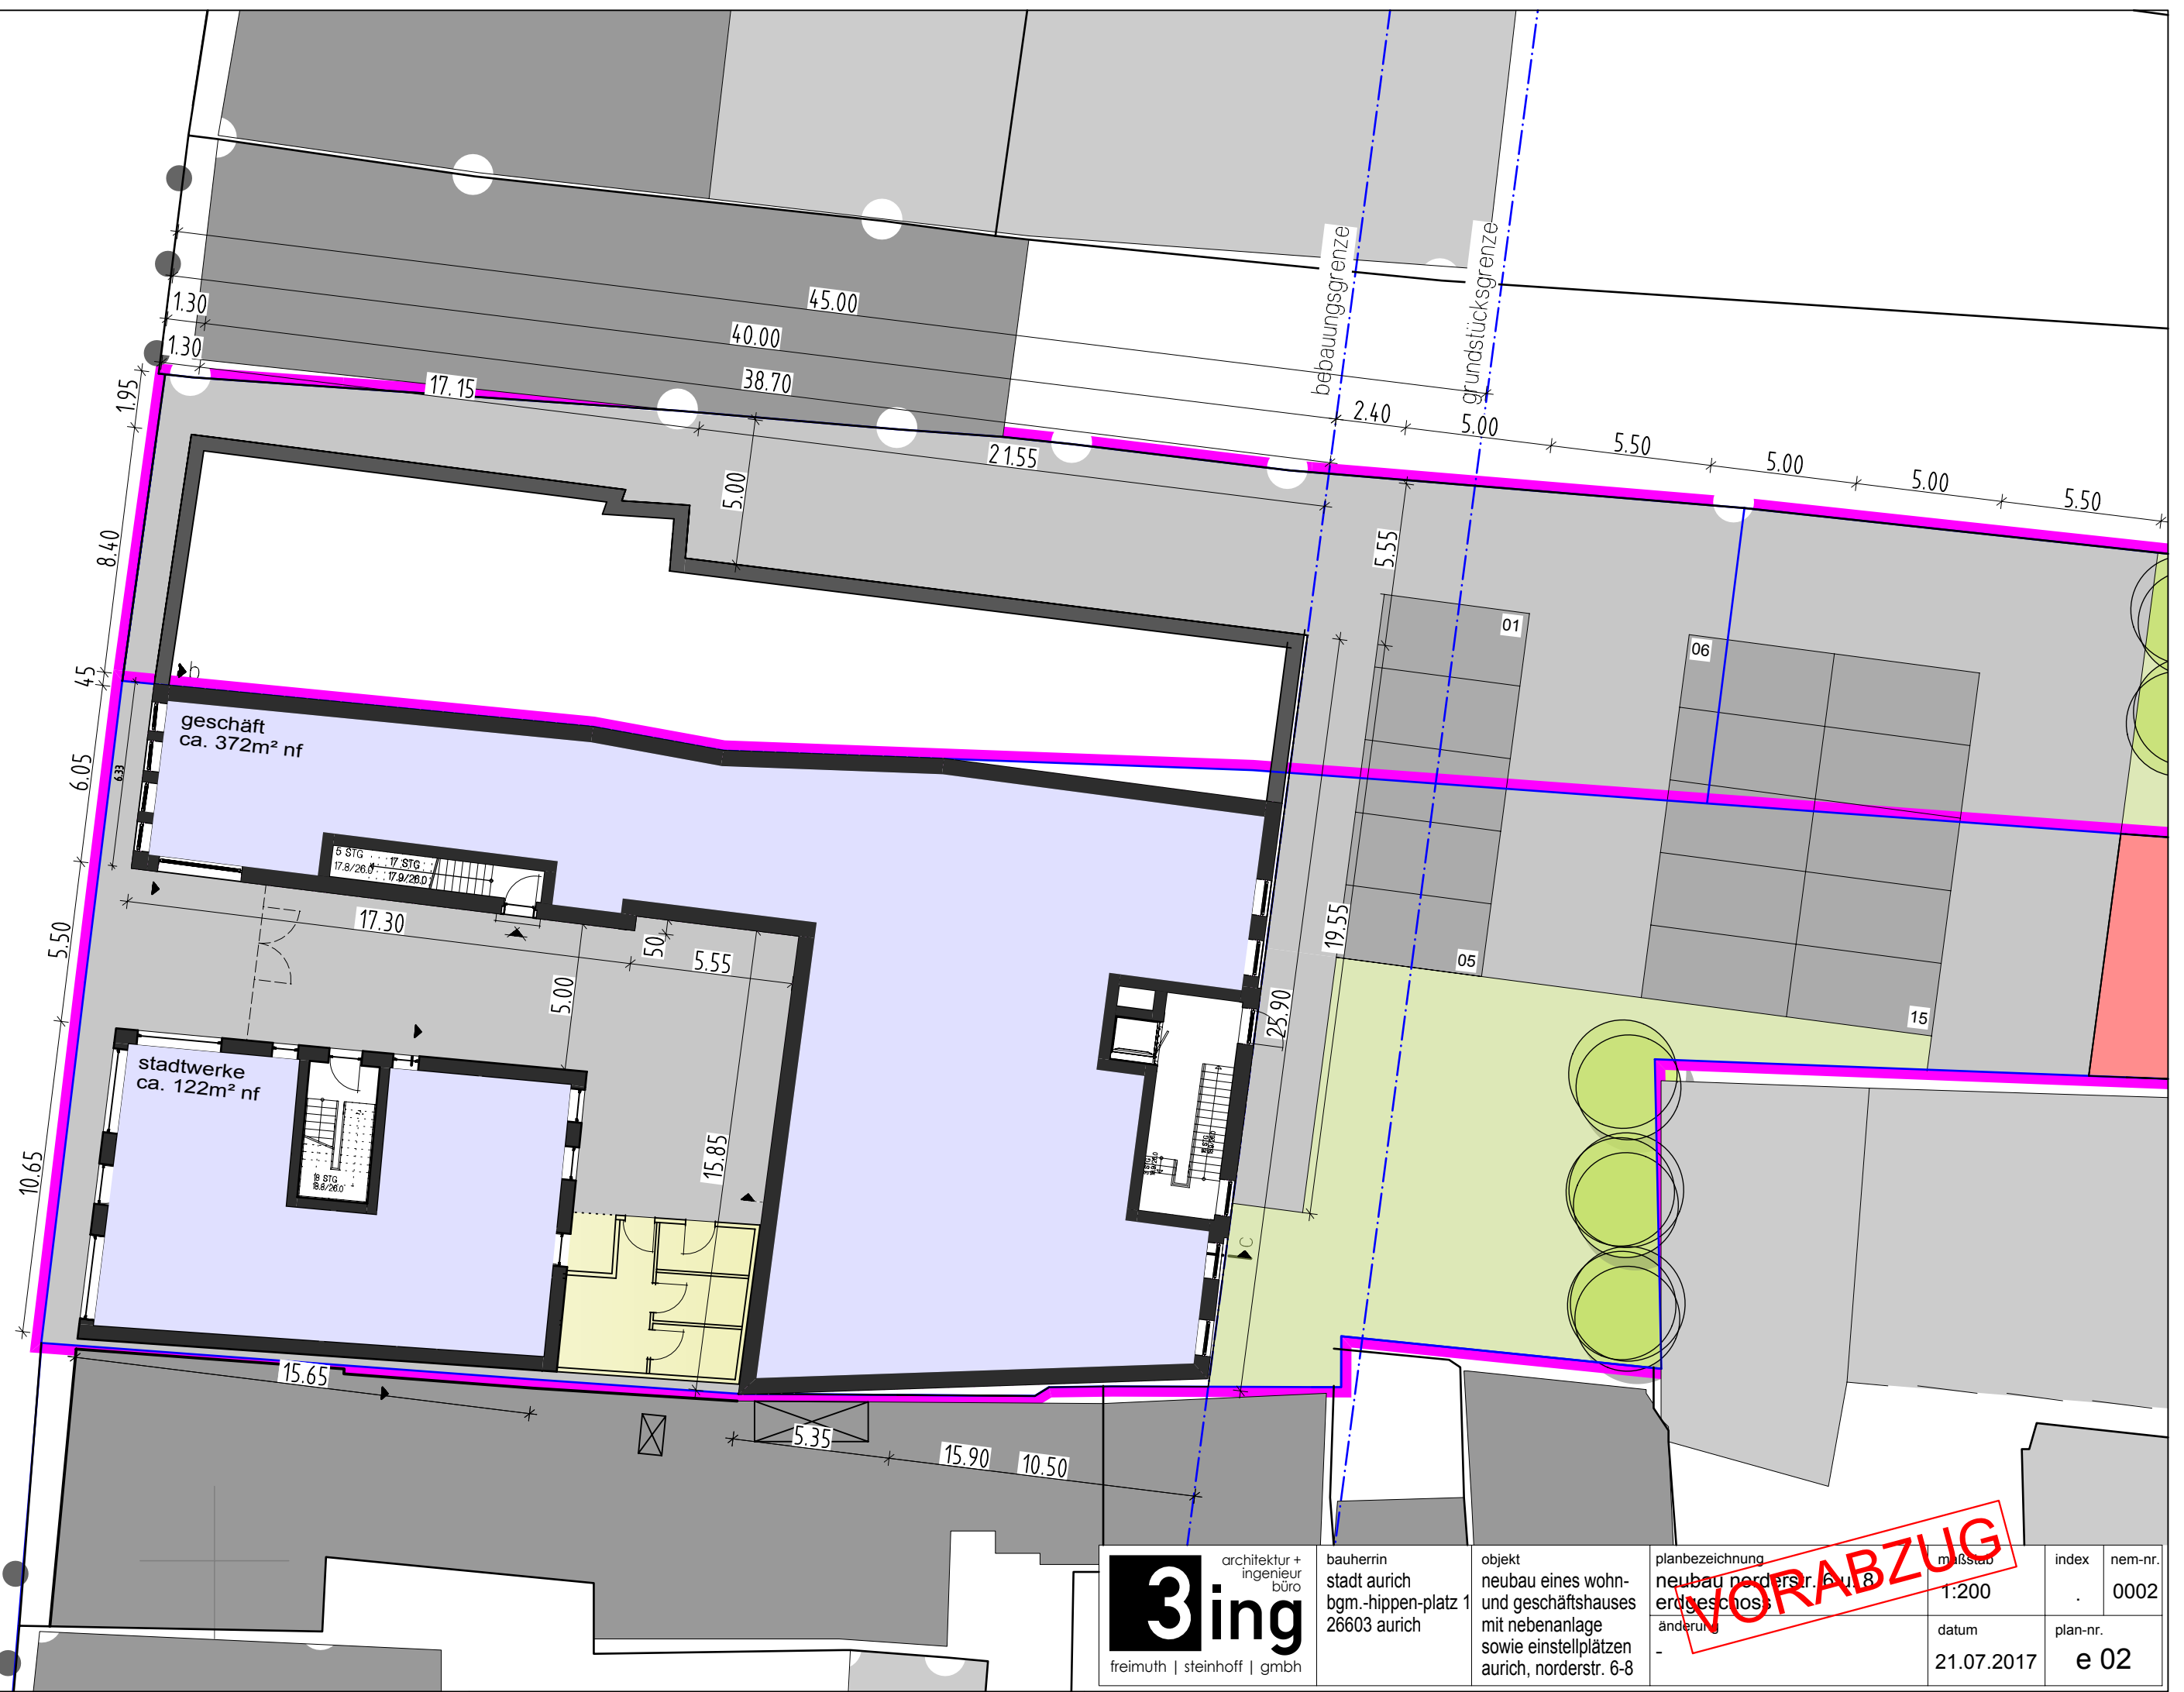 bebauungsgrenze
grundstücksgrenze
45.00
40.00
38.70
1.30
1.30
17.15
21.55
2.40
5.00
5.50
5.00
5.00
5.50
1.95
8.40
45
6.05
6.33
5.50
10.65
5.00
5.55
01
05
06
15
b
geschäft
ca. 372m² nf
5 STG
17.8/26.0
17 STG
17.9/26.0
17.30
50
5.55
5.00
15.85
19.55
25.90
stadtwerke
ca. 122m² nf
18 STG
18.8/26.0
c
15.65
5.35
15.90
10.50
3ing
architektur +
ingenieur
büro
freimuth | steinhoff | gmbh
bauherrin
stadt aurich
bgm.-hippen-platz 1
26603 aurich
objekt
neubau eines wohn-
und geschäftshauses
mit nebenanlage
sowie einstellplätzen
aurich, norderstr. 6-8
planbezeichnung
neubau norderstr. 6 u. 8
erdgeschoss
änderung
-
VORABZUG
maßstab
1:200
index
.
nem-nr.
0002
datum
21.07.2017
plan-nr.
e 02